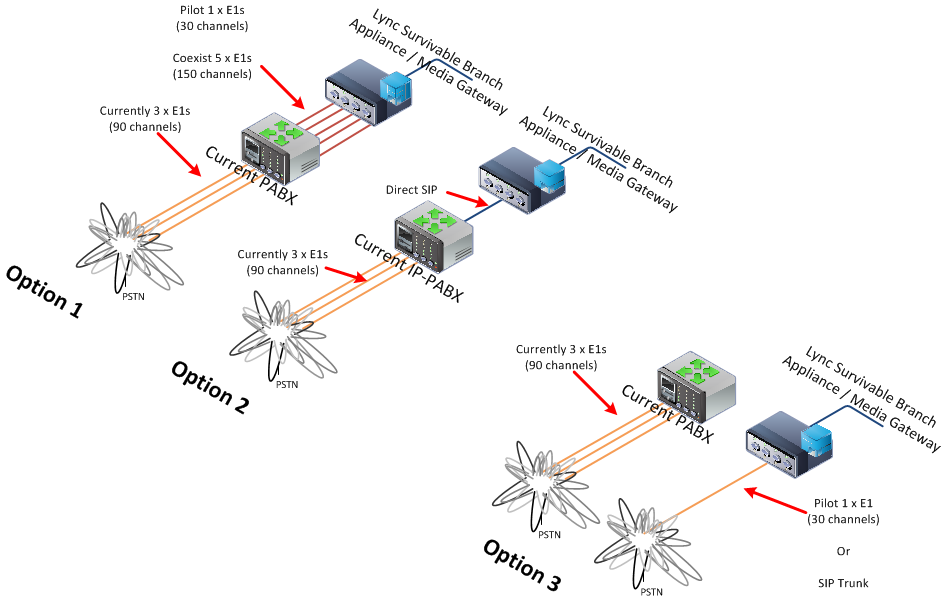 Pilot 1 x E1s
(30 channels)
Coexist 5 x E1s
(150 channels)
Currently 3 x E1s
(90 channels)
Lync Survivable Branch
Appliance / Media Gateway
Current PABX
PSTN
Option 1
Lync Survivable Branch
Appliance / Media Gateway
Direct SIP
Current IP-PABX
Currently 3 x E1s
(90 channels)
PSTN
Option 2
Currently 3 x E1s
(90 channels)
Current PABX
Lync Survivable Branch
Appliance / Media Gateway
Pilot 1 x E1
(30 channels)
Or
SIP Trunk
PSTN
PSTN
Option 3